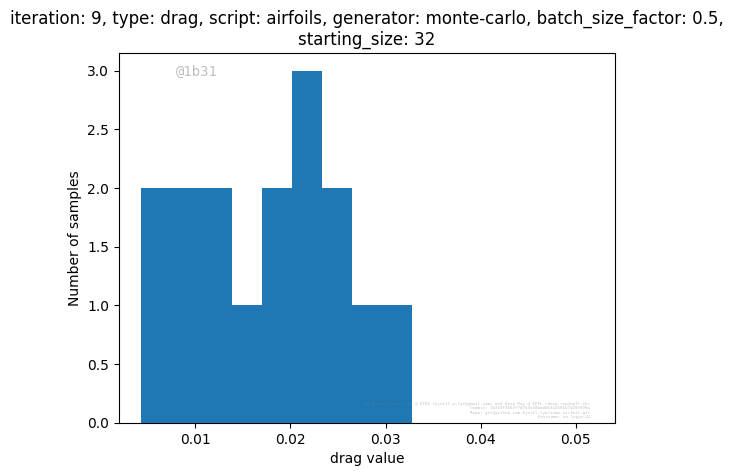 iteration: 9, type: drag, script: airfoils, generator: monte-carlo, batch_size_factor: 0.5,
starting_size: 32
@1b31
3.0
2.5
2.0
1.5
1.0
0.5
0.0
Number of samples
0.01
0.02
0.03
0.04
0.05
drag value